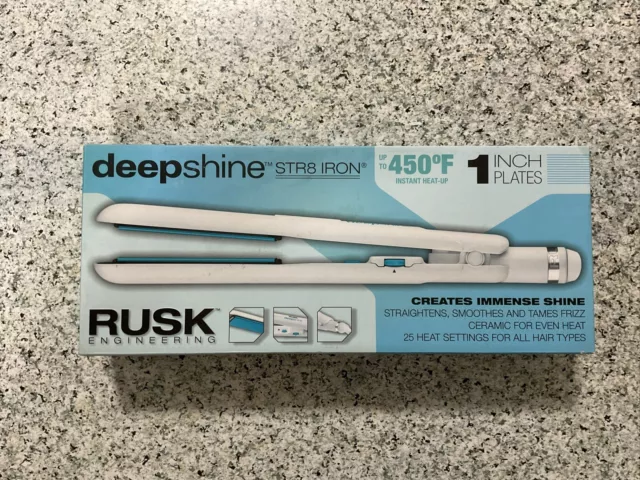 deepshine™ STR8 IRON®
UP TO 450ºF
INSTANT HEAT-UP
1 INCH PLATES
CREATES IMMENSE SHINE
STRAIGHTENS, SMOOTHES AND TAMES FRIZZ
CERAMIC FOR EVEN HEAT
25 HEAT SETTINGS FOR ALL HAIR TYPES
RUSK™
ENGINEERING